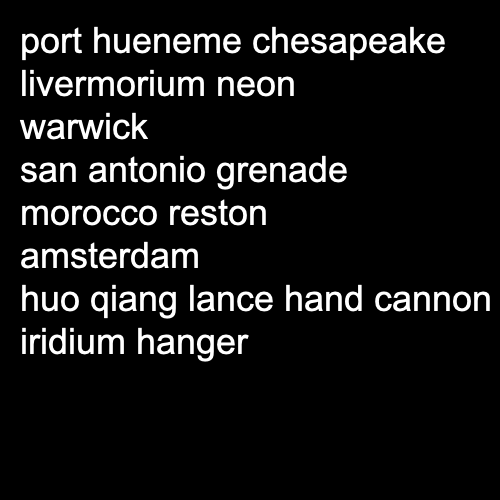 port hueneme chesapeake
livermorium neon
warwick
san antonio grenade
morocco reston
amsterdam
huo qiang lance hand cannon
iridium hanger